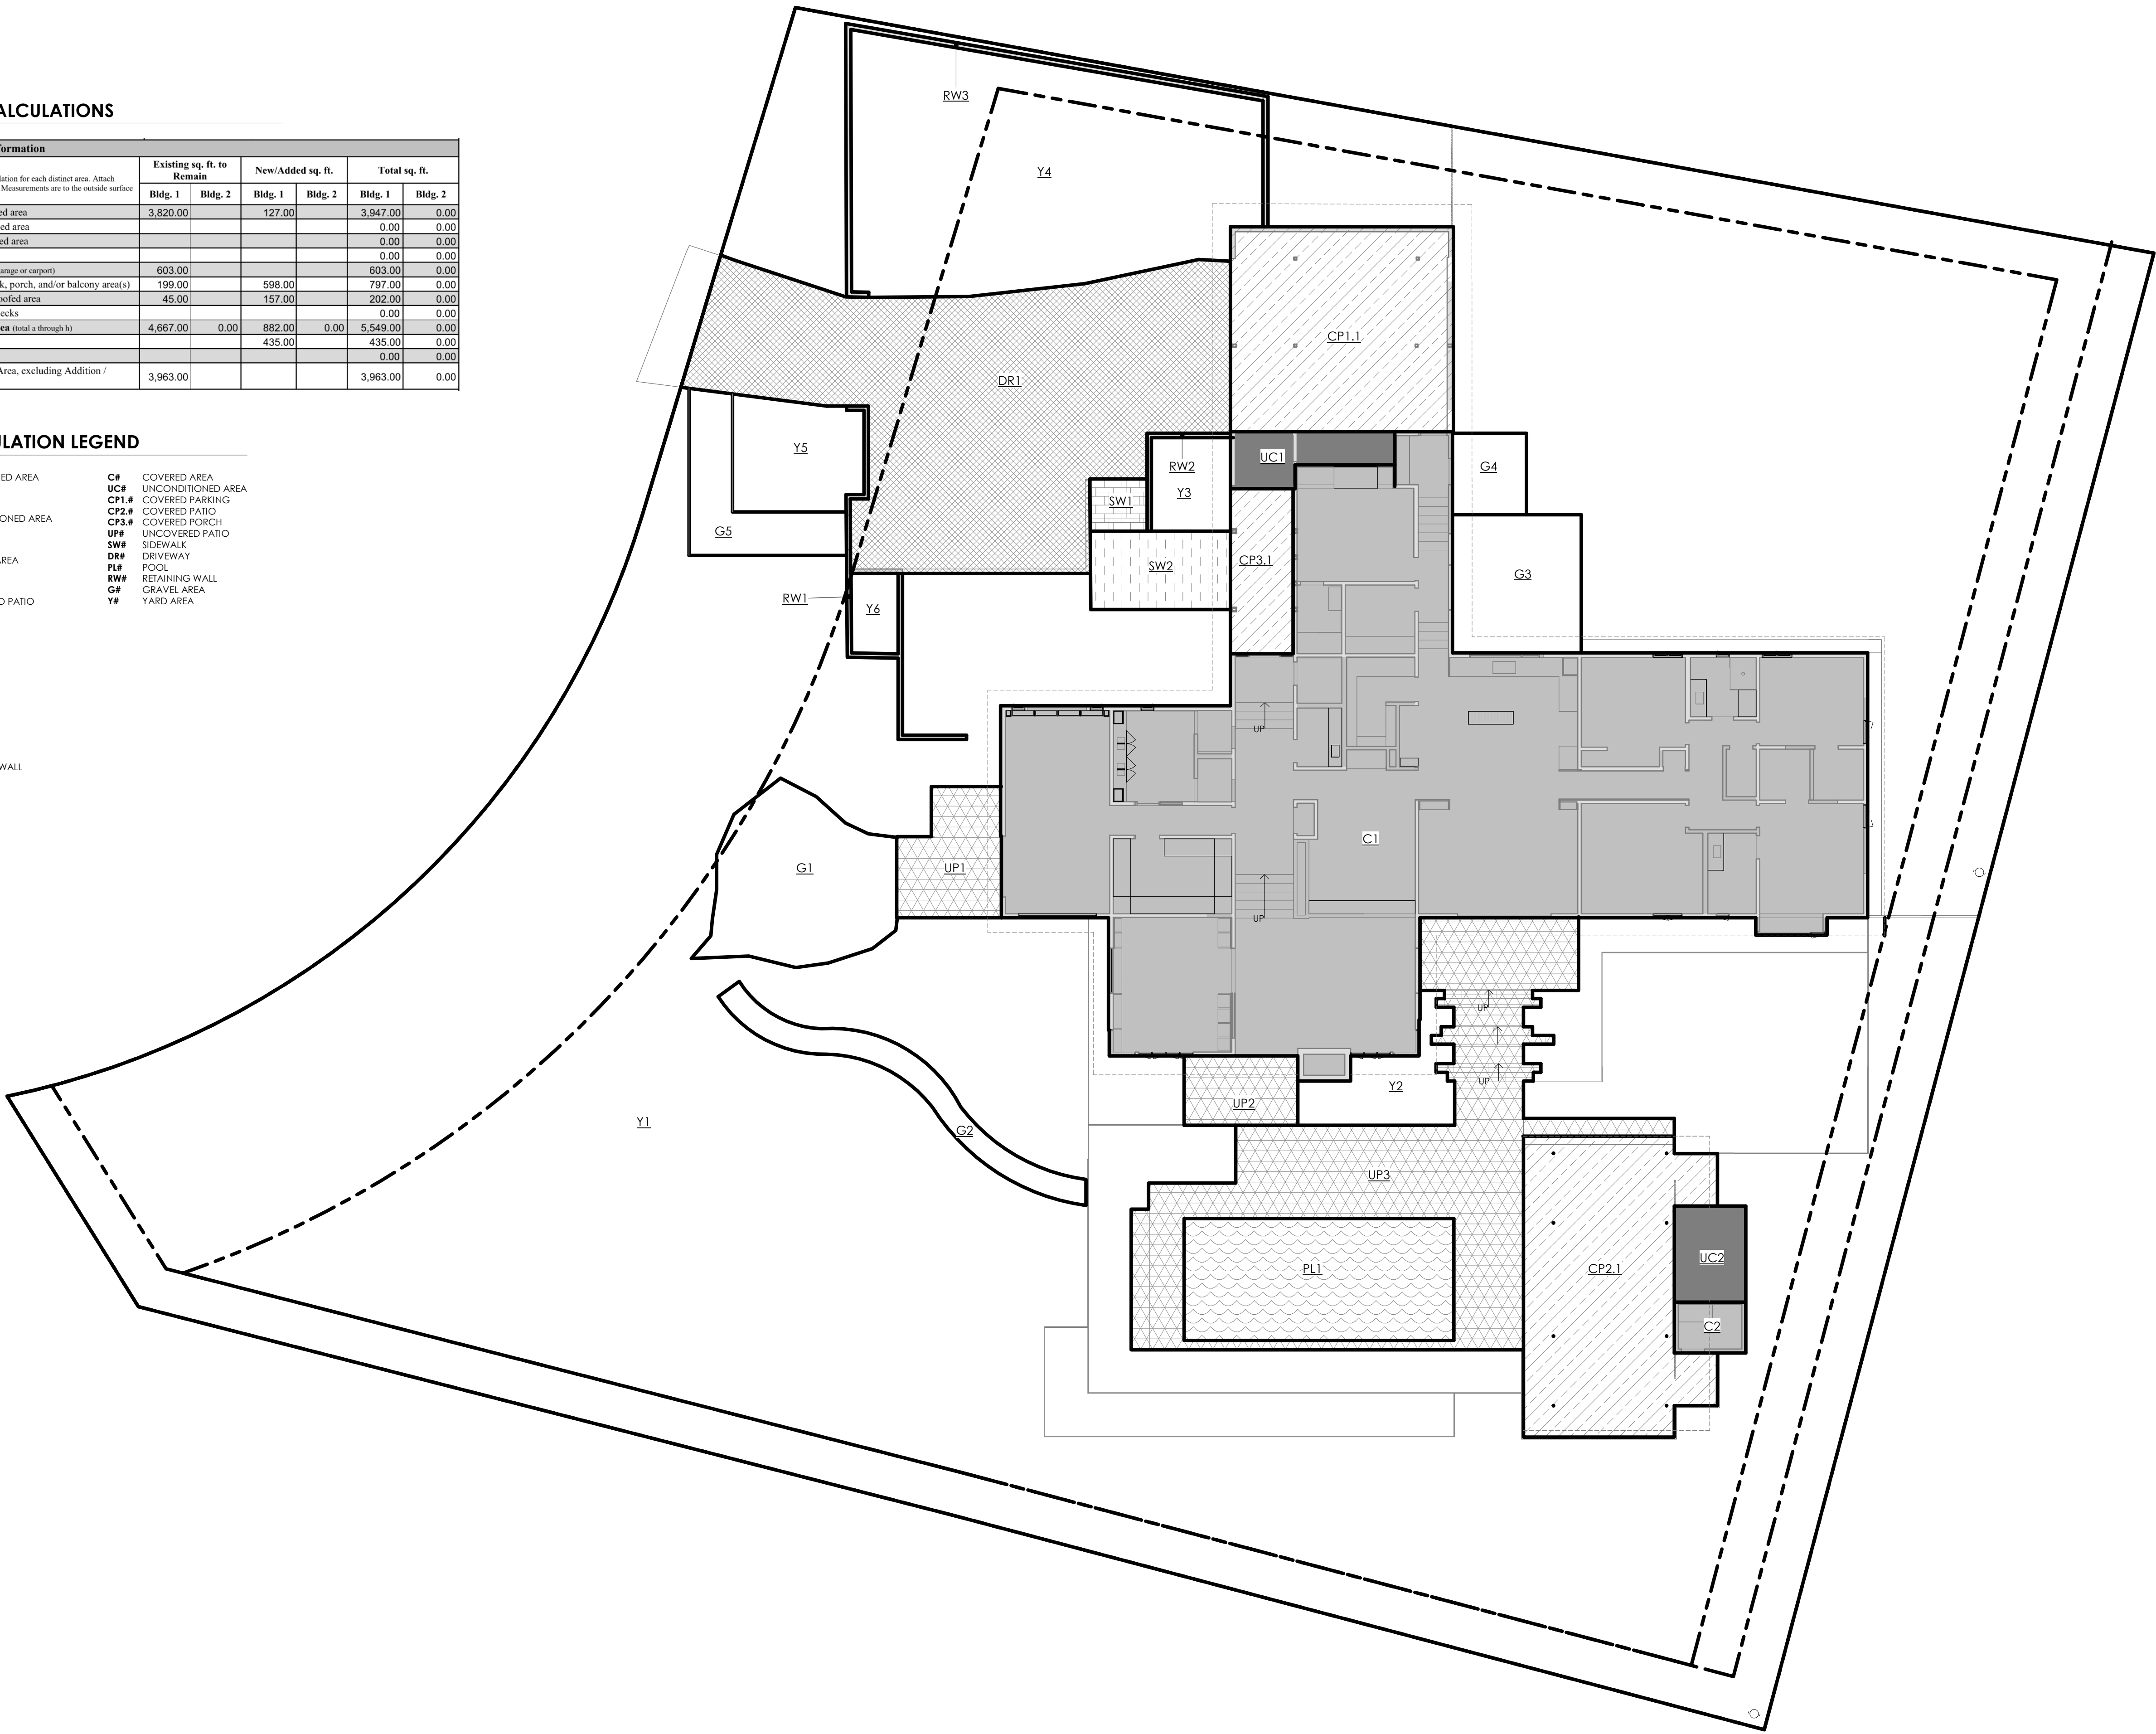 ALCULATIONS
formation
lation for each distinct area. Attach
Measurements are to the outside surface
Existing sq. ft. to Remain New/Added sq. ft. Total sq. ft.
Bldg. 1 Bldg. 2 Bldg. 1 Bldg. 2 Bldg. 1 Bldg. 2
ed area 3,820.00 127.00 3,947.00 0.00
ed area 0.00 0.00
ed area 0.00 0.00
0.00 0.00
arage or carport) 603.00 603.00 0.00
k, porch, and/or balcony area(s) 199.00 598.00 797.00 0.00
oofed area 45.00 157.00 202.00 0.00
ecks 0.00 0.00
ea (total a through h) 4,667.00 0.00 882.00 0.00 5,549.00 0.00
435.00 435.00 0.00
0.00 0.00
Area, excluding Addition / 3,963.00 3,963.00 0.00
ULATION LEGEND
ED AREA
ONED AREA
AREA
D PATIO
WALL
C# COVERED AREA
UC# UNCONDITIONED AREA
CP1.# COVERED PARKING
CP2.# COVERED PATIO
CP3.# COVERED PORCH
UP# UNCOVERED PATIO
SW# SIDEWALK
DR# DRIVEWAY
PL# POOL
RW# RETAINING WALL
G# GRAVEL AREA
Y# YARD AREA
RW3
Y4
CP1.1
DR1
Y5
UC1
RW2
G4
Y3
SW1
G5
CP3.1
SW2
G3
RW1
Y6
UP
C1
G1
UP1
UP
UP
UP
Y2
UP2
Y1
G2
UP3
UC2
PL1
CP2.1
C2